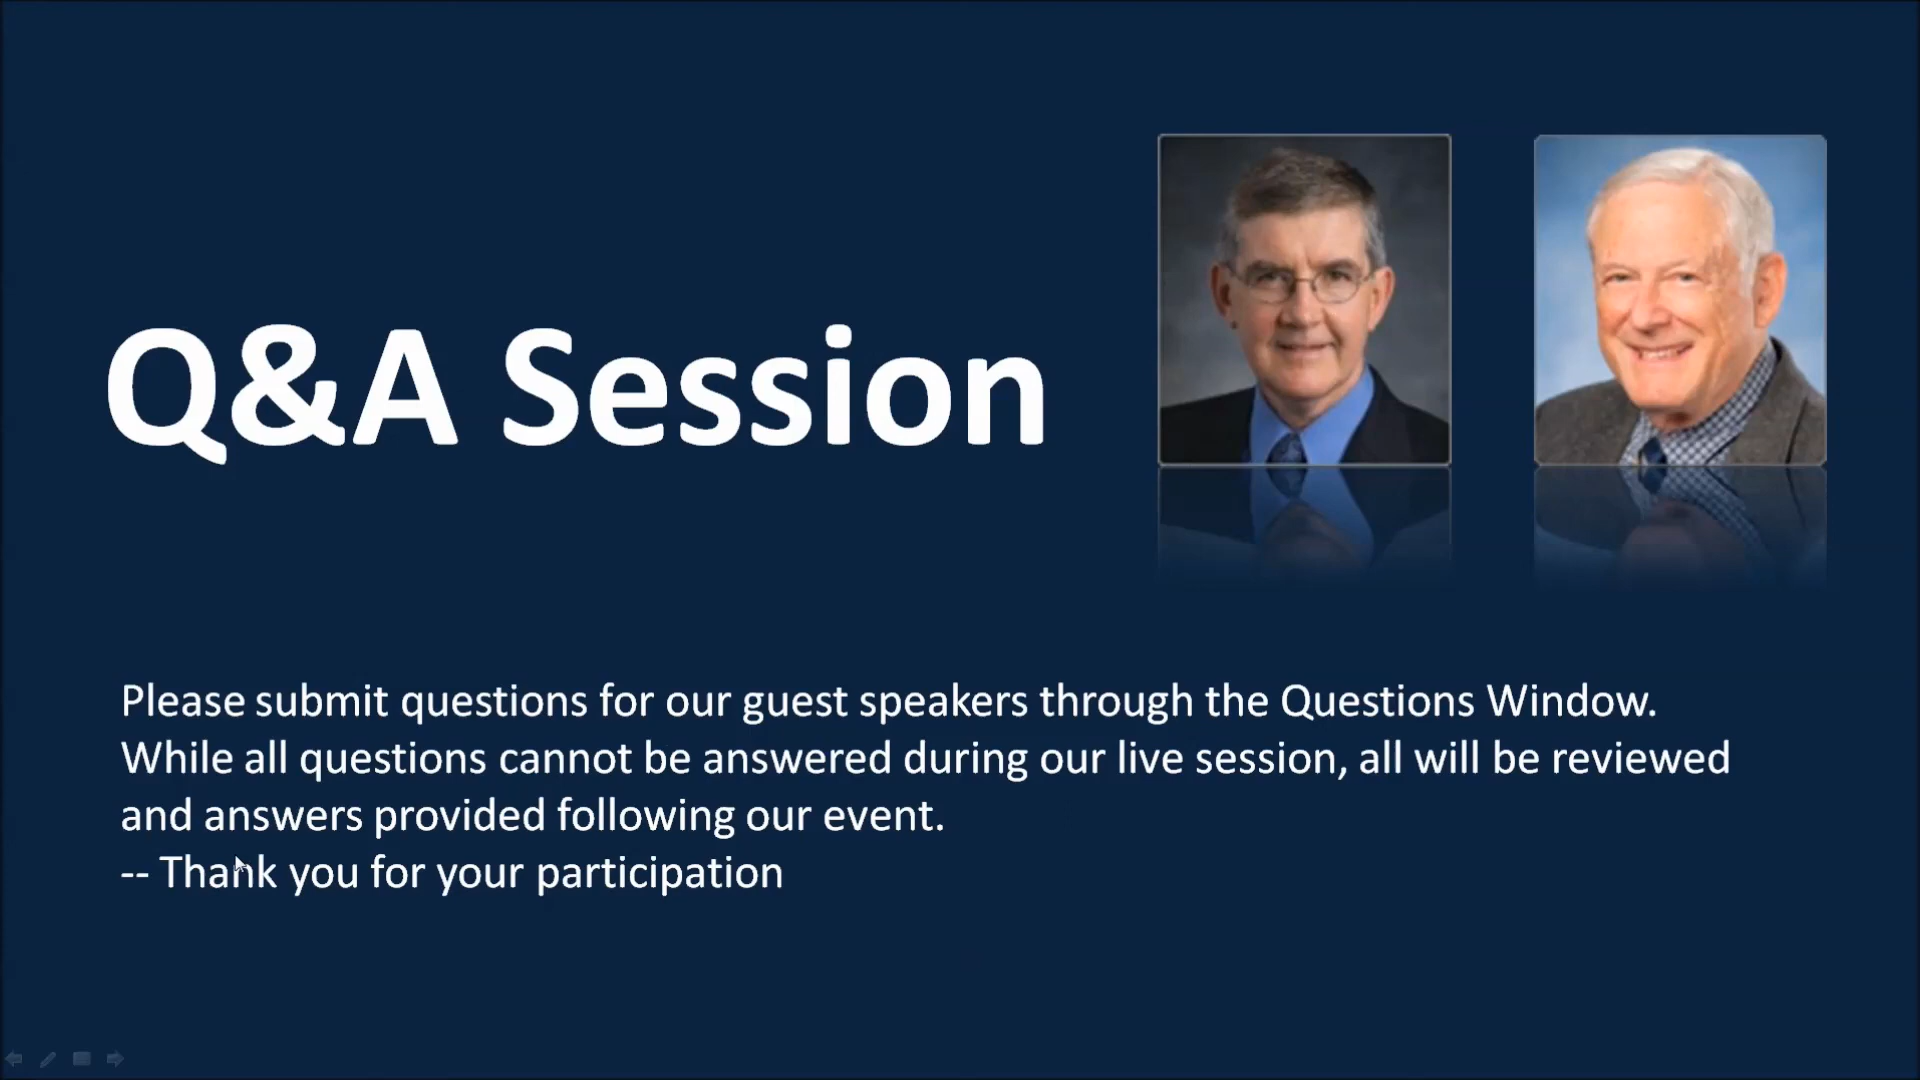 Q&A Session
Please submit questions for our guest speakers through the Questions Window.
While all questions cannot be answered during our live session, all will be reviewed
and answers provided following our event.
-- Thank you for your participation